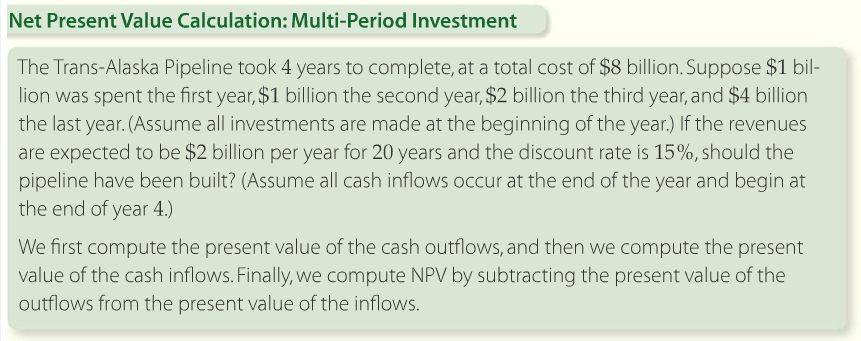 Net Present Value Calculation: Multi-Period Investment
The Trans-Alaska Pipeline took 4 years to complete, at a total cost of $8 billion. Suppose $1 bil-
lion was spent the first year, $1 billion the second year, $2 billion the third year, and $4 billion
the last year. (Assume all investments are made at the beginning of the year.) If the revenues
are expected to be $2 billion per year for 20 years and the discount rate is 15%, should the
pipeline have been built? (Assume all cash inflows occur at the end of the year and begin at
the end of year 4.)
We first compute the present value of the cash outflows, and then we compute the present
value of the cash inflows. Finally, we compute NPV by subtracting the present value of the
outflows from the present value of the inflows.